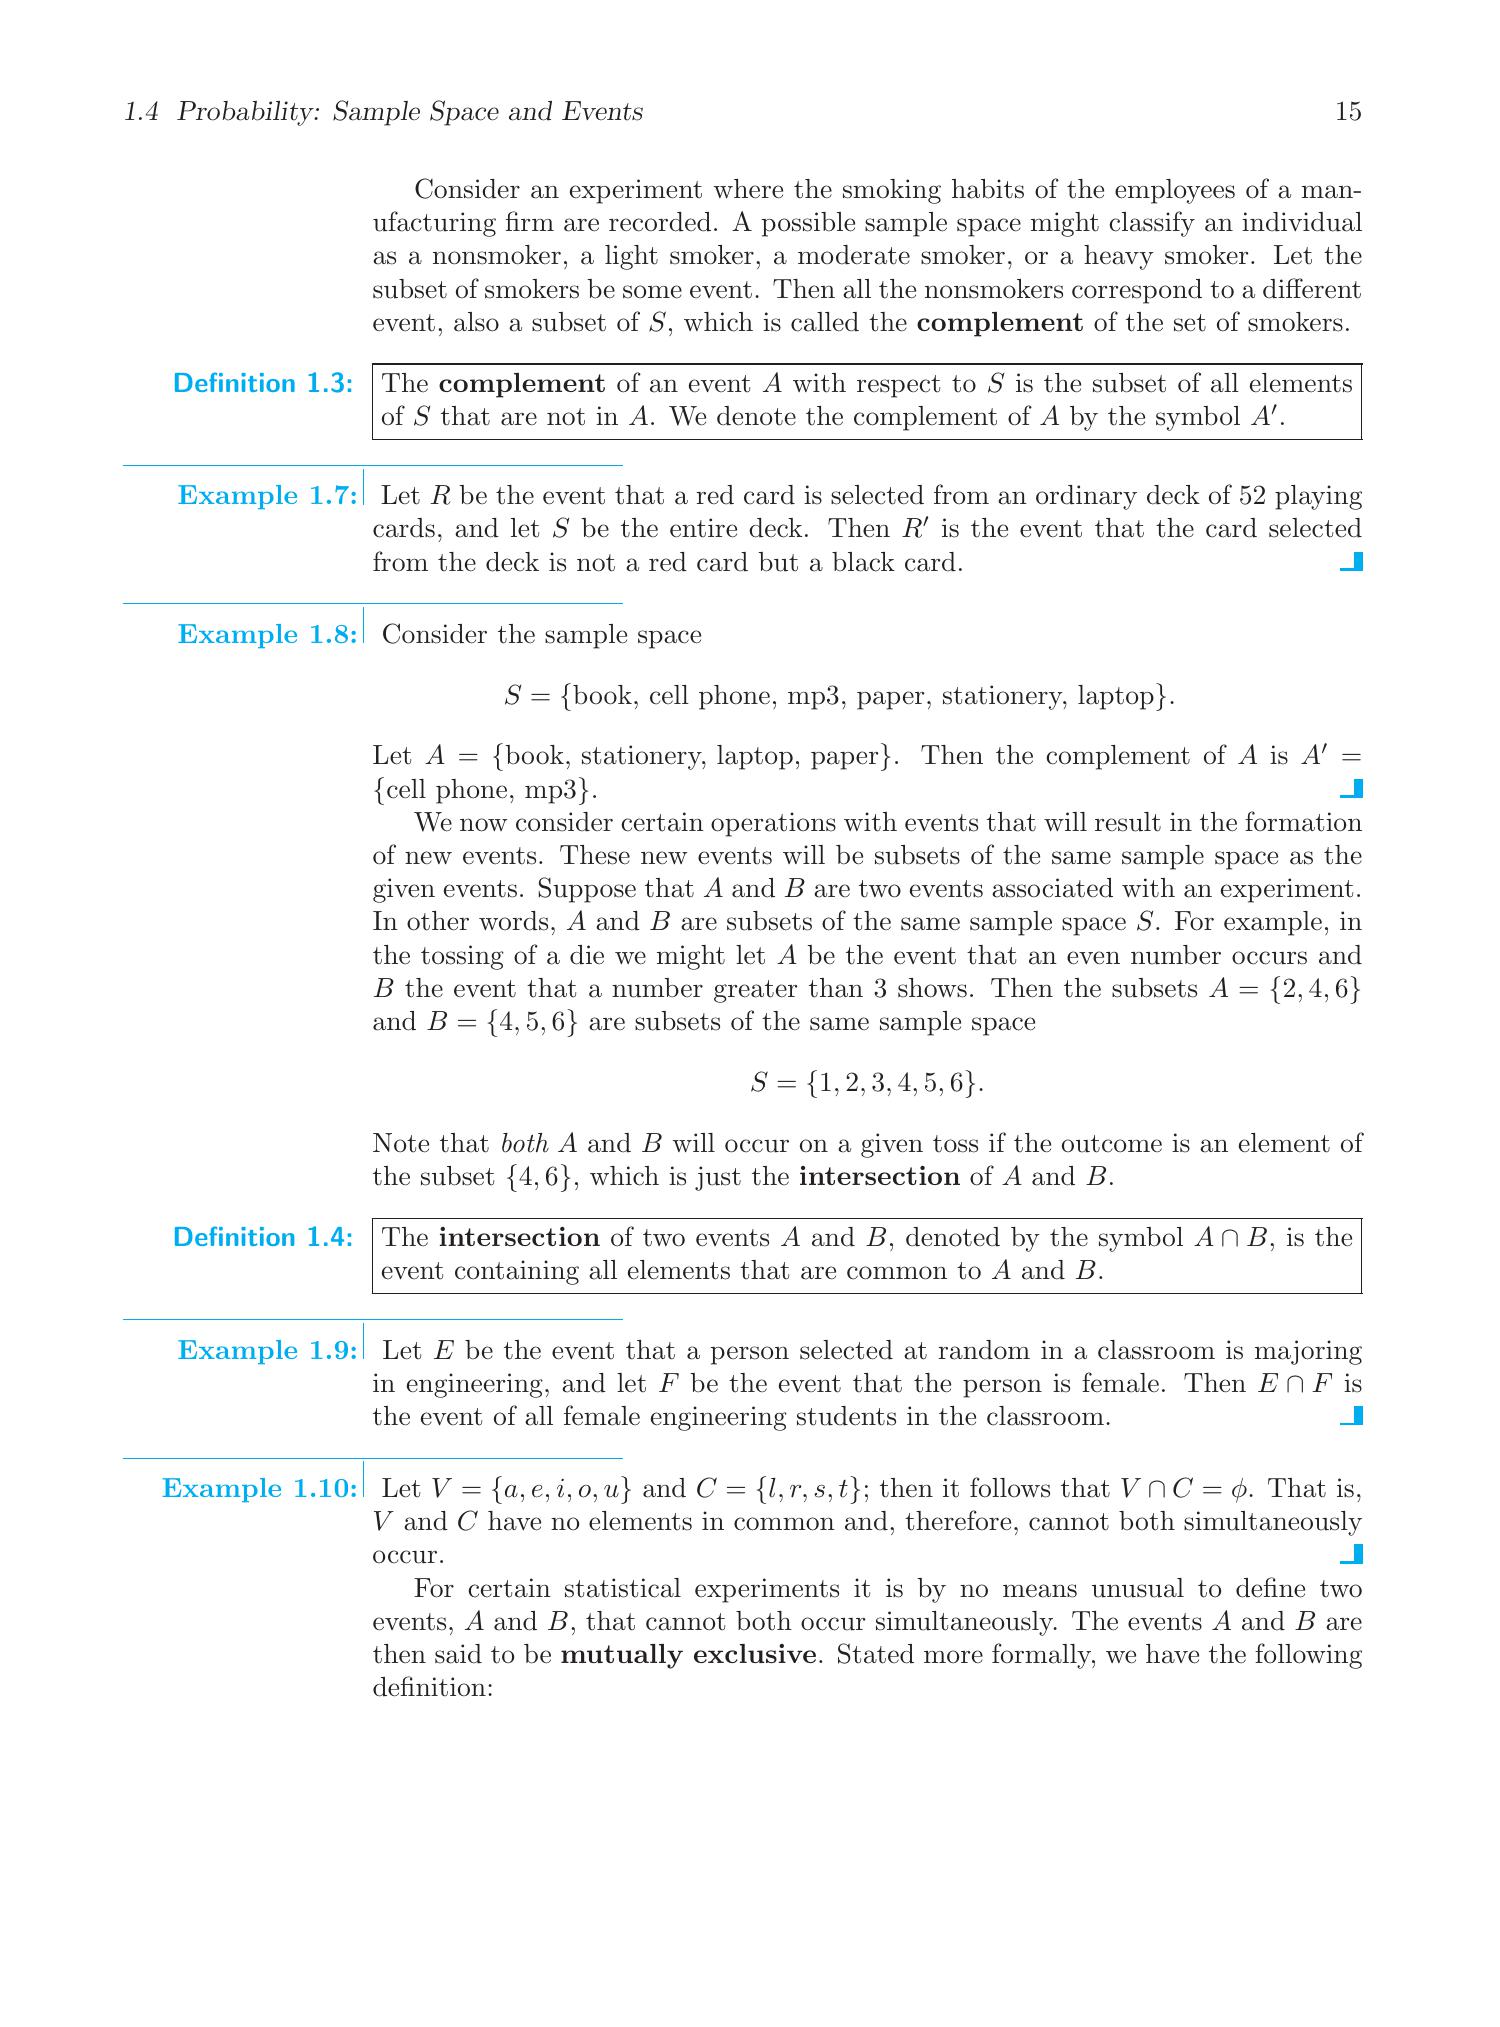 1.4 Probability: Sample Space and Events 15
Consider an experiment where the smoking habits of the employees of a man-
ufacturing firm are recorded. A possible sample space might classify an individual
as a nonsmoker, a light smoker, a moderate smoker, or a heavy smoker. Let the
subset of smokers be some event. Then all the nonsmokers correspond to a different
event, also a subset of S, which is called the complement of the set of smokers.
Definition 1.3: The complement of an event A with respect to S is the subset of all elements
of S that are not in A. We denote the complement of A by the symbol A′.
Example 1.7: Let R be the event that a red card is selected from an ordinary deck of 52 playing
cards, and let S be the entire deck. Then R′ is the event that the card selected
from the deck is not a red card but a black card.
Example 1.8: Consider the sample space
S = {book, cell phone, mp3, paper, stationery, laptop}.
Let A = {book, stationery, laptop, paper}. Then the complement of A is A′ =
{cell phone, mp3}.
We now consider certain operations with events that will result in the formation
of new events. These new events will be subsets of the same sample space as the
given events. Suppose that A and B are two events associated with an experiment.
In other words, A and B are subsets of the same sample space S. For example, in
the tossing of a die we might let A be the event that an even number occurs and
B the event that a number greater than 3 shows. Then the subsets A = {2, 4, 6}
and B = {4, 5, 6} are subsets of the same sample space
S = {1, 2, 3, 4, 5, 6}.
Note that both A and B will occur on a given toss if the outcome is an element of
the subset {4, 6}, which is just the intersection of A and B.
Definition 1.4: The intersection of two events A and B, denoted by the symbol A ∩ B, is the
event containing all elements that are common to A and B.
Example 1.9: Let E be the event that a person selected at random in a classroom is majoring
in engineering, and let F be the event that the person is female. Then E ∩ F is
the event of all female engineering students in the classroom.
Example 1.10: Let V = {a, e, i, o, u} and C = {l, r, s, t}; then it follows that V ∩ C = ϕ. That is,
V and C have no elements in common and, therefore, cannot both simultaneously
occur.
For certain statistical experiments it is by no means unusual to define two
events, A and B, that cannot both occur simultaneously. The events A and B are
then said to be mutually exclusive. Stated more formally, we have the following
definition: